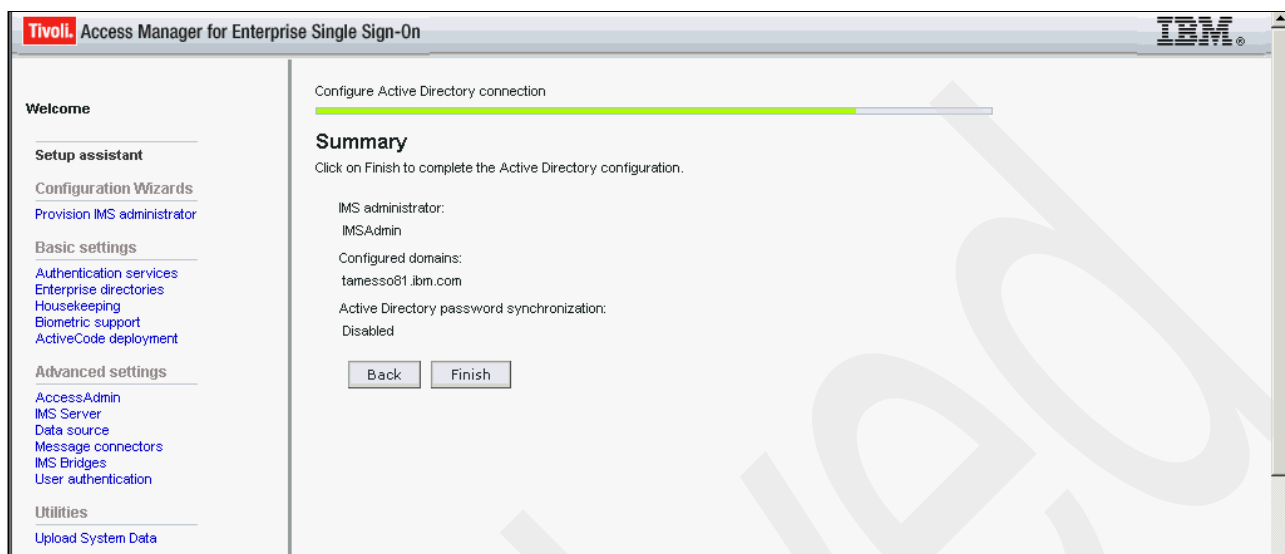 Tivoli. Access Manager for Enterprise Single Sign-On
IBM®
Welcome
Setup assistant
Configuration Wizards
Provision IMS administrator
Basic settings
Authentication services
Enterprise directories
Housekeeping
Biometric support
ActiveCode deployment
Advanced settings
AccessAdmin
IMS Server
Data source
Message connectors
IMS Bridges
User authentication
Utilities
Upload System Data
Configure Active Directory connection
Summary
Click on Finish to complete the Active Directory configuration.
IMS administrator:
IMSAdmin
Configured domains:
tamesso81.ibm.com
Active Directory password synchronization:
Disabled
Back Finish